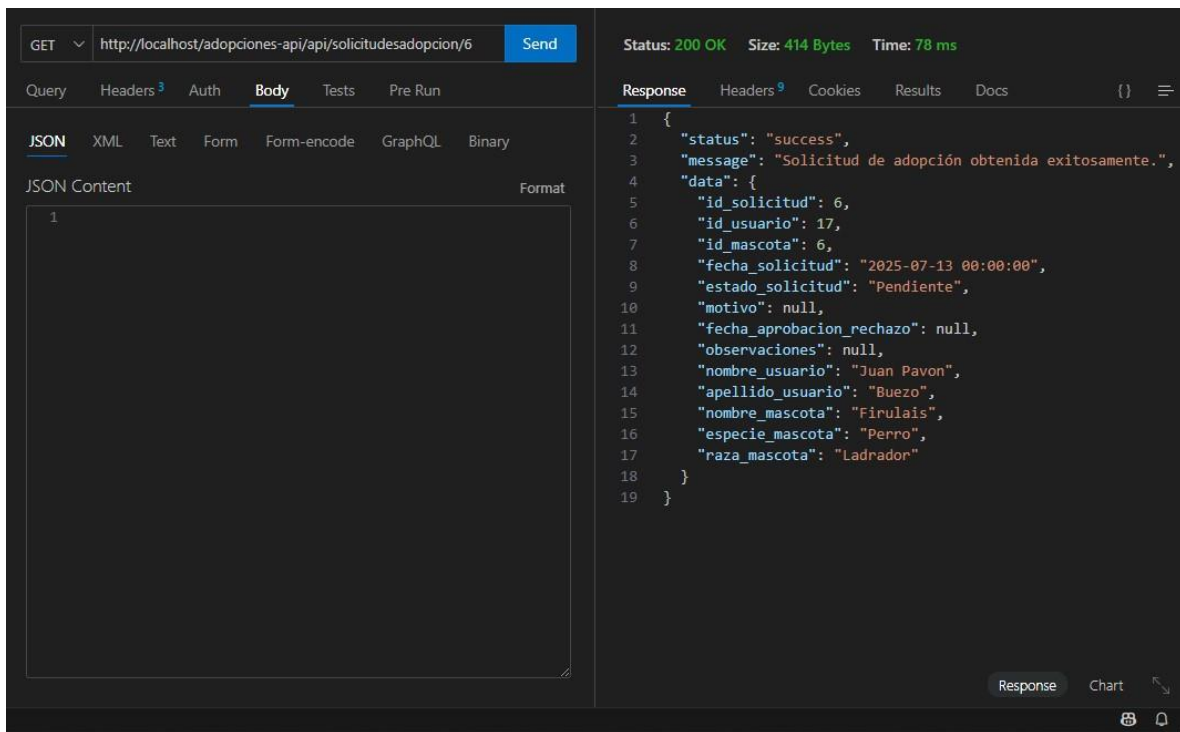 GET http://localhost/adopciones-api/api/solicitudesadopcion/6 Send
Query Headers 3 Auth Body Tests Pre Run
JSON XML Text Form Form-encode GraphQL Binary
JSON Content Format
1
Status: 200 OK Size: 414 Bytes Time: 78 ms
Response Headers 9 Cookies Results Docs {}
1 {
2 "status": "success",
3 "message": "Solicitud de adopción obtenida exitosamente.",
4 "data": {
5 "id_solicitud": 6,
6 "id_usuario": 17,
7 "id_mascota": 6,
8 "fecha_solicitud": "2025-07-13 00:00:00",
9 "estado_solicitud": "Pendiente",
10 "motivo": null,
11 "fecha_aprobacion_rechazo": null,
12 "observaciones": null,
13 "nombre_usuario": "Juan Pavon",
14 "apellido_usuario": "Buezo",
15 "nombre_mascota": "Firulais",
16 "especie_mascota": "Perro",
17 "raza_mascota": "Ladrador"
18 }
19 }
Response Chart